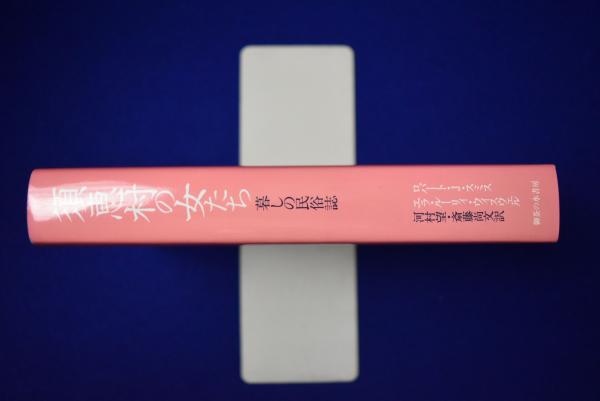 須恵村の女たち
暮しの民俗誌
ロバート・J・スミス
エラ・ルーリィ・ウィスウェル
河村望・斎藤尚文訳
御茶の水書房